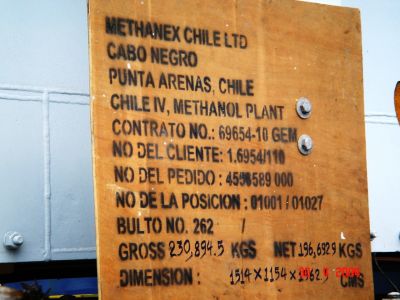 METHANEX CHILE LTD
CABO NEGRO
PUNTA ARENAS, CHILE
CHILE IV, METHANOL PLANT
CONTRATO NO.: 69654-10 GEM
NO DEL CLIENTE: 1.6954/110
NO DEL PEDIDO : 4558589 000
NO DE LA POSICION : 01001 / 01027
BULTO NO. 262 /
GROSS 230,894.5 KGS NET 196,692.9 KGS
DIMENSION : 1514 X 1154 X CMS